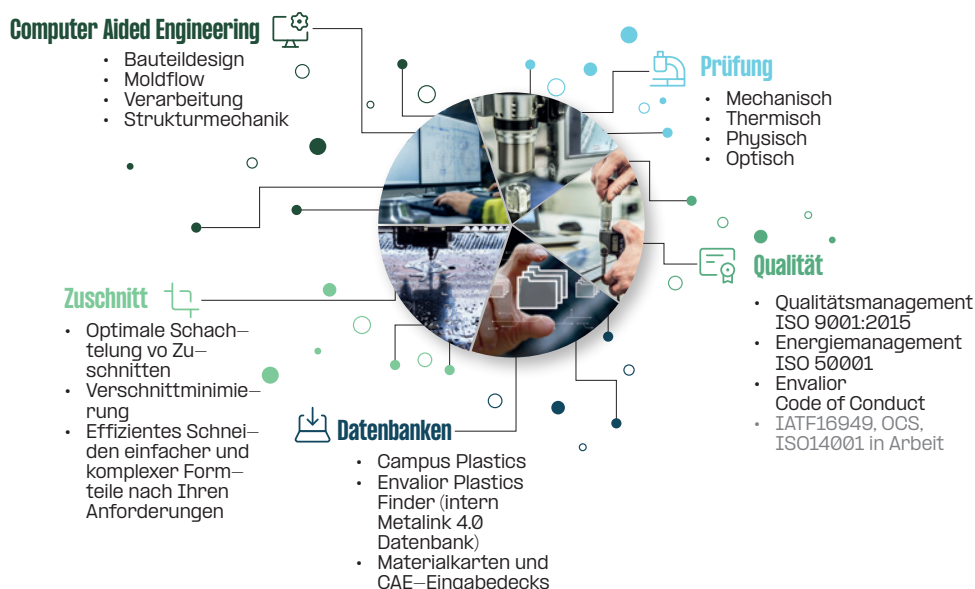 Computer Aided Engineering
• Bauteildesign
• Moldflow
• Verarbeitung
• Strukturmechanik
Prüfung
• Mechanisch
• Thermisch
• Physisch
• Optisch
Qualität
• Qualitätsmanagement
ISO 9001:2015
• Energiemanagement
ISO 50001
• Envalior
Code of Conduct
• IATF16949, OCS,
ISO14001 in Arbeit
Zuschnitt
• Optimale Schach–
telung vo Zu–
schnitten
• Verschnittminimie–
rung
• Effizientes Schnei–
den einfacher und
komplexer Form–
teile nach Ihren
Anforderungen
Datenbanken
• Campus Plastics
• Envalior Plastics
Finder (intern
Metalink 4.0
Datenbank)
• Materialkarten und
CAE–Eingabedecks